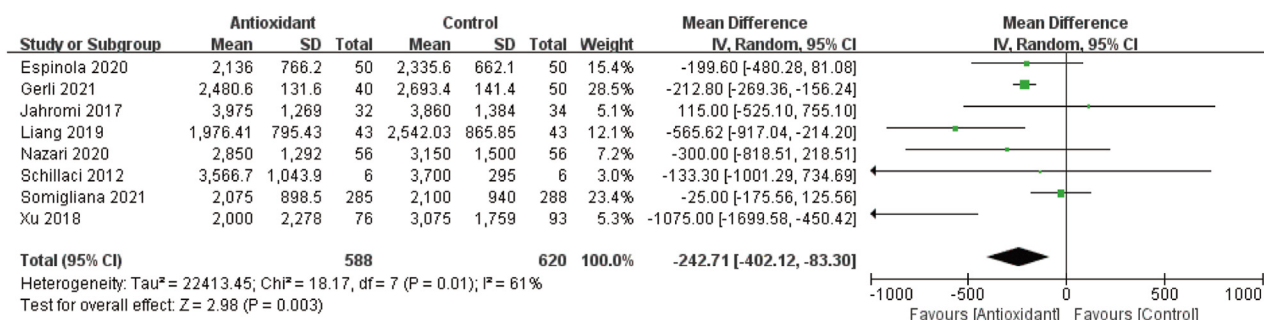 Antioxidant Control Mean Difference Mean Difference
Study or Subgroup Mean SD Total Mean SD Total Weight IV, Random, 95% CI IV, Random, 95% CI
Espinola 2020 2,136 766.2 50 2,335.6 662.1 50 15.4% -199.60 [-480.28, 81.08]
Gerli 2021 2,480.6 131.6 40 2,693.4 141.4 50 28.5% -212.80 [-269.36, -156.24]
Jahromi 2017 3,975 1,269 32 3,860 1,384 34 5.1% 115.00 [-525.10, 755.10]
Liang 2019 1,976.41 795.43 43 2,542.03 865.85 43 12.1% -565.62 [-917.04, -214.20]
Nazari 2020 2,850 1,292 56 3,150 1,500 56 7.2% -300.00 [-818.51, 218.51]
Schillaci 2012 3,566.7 1,043.9 6 3,700 295 6 3.0% -133.30 [-1001.29, 734.69]
Somigliana 2021 2,075 898.5 285 2,100 940 288 23.4% -25.00 [-175.56, 125.56]
Xu 2018 2,000 2,278 76 3,075 1,759 93 5.3% -1075.00 [-1699.58, -450.42]
Total (95% CI) 588 620 100.0% -242.71 [-402.12, -83.30]
Heterogeneity: Tau² = 22413.45; Chi² = 18.17, df = 7 (P = 0.01); I² = 61%
Test for overall effect: Z = 2.98 (P = 0.003)
-1000 -500 0 500 1000
Favours [Antioxidant] Favours [Control]